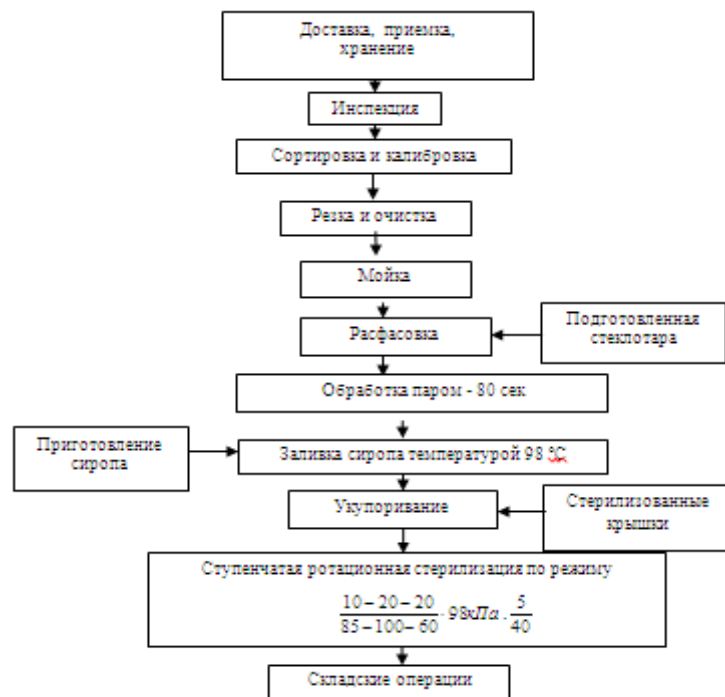 Доставка, приемка,
хранение
Инспекция
Сортировка и калибровка
Резка и очистка
Мойка
Расфасовка
Подготовленная
стеклотара
Обработка паром - 80 сек
Приготовление
сиропа
Заливка сиропа температурой 98 °С
Укупоривание
Стерилизованные
крышки
Ступенчатая ротационная стерилизация по режиму
10 – 20 – 20 / 85 – 100 – 60 · 98кПа . 5 / 40
Складские операции